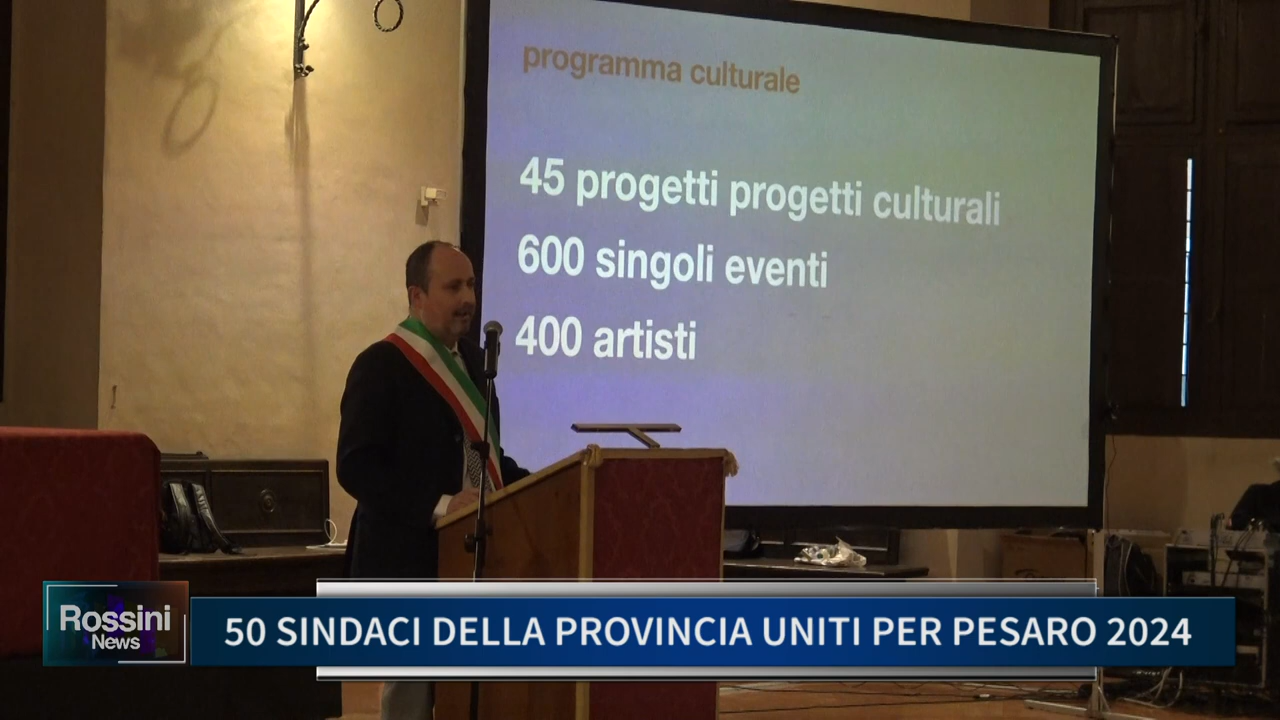 programma culturale
45 progetti progetti culturali
600 singoli eventi
400 artisti
Rossini
News
50 SINDACI DELLA PROVINCIA UNITI PER PESARO 2024